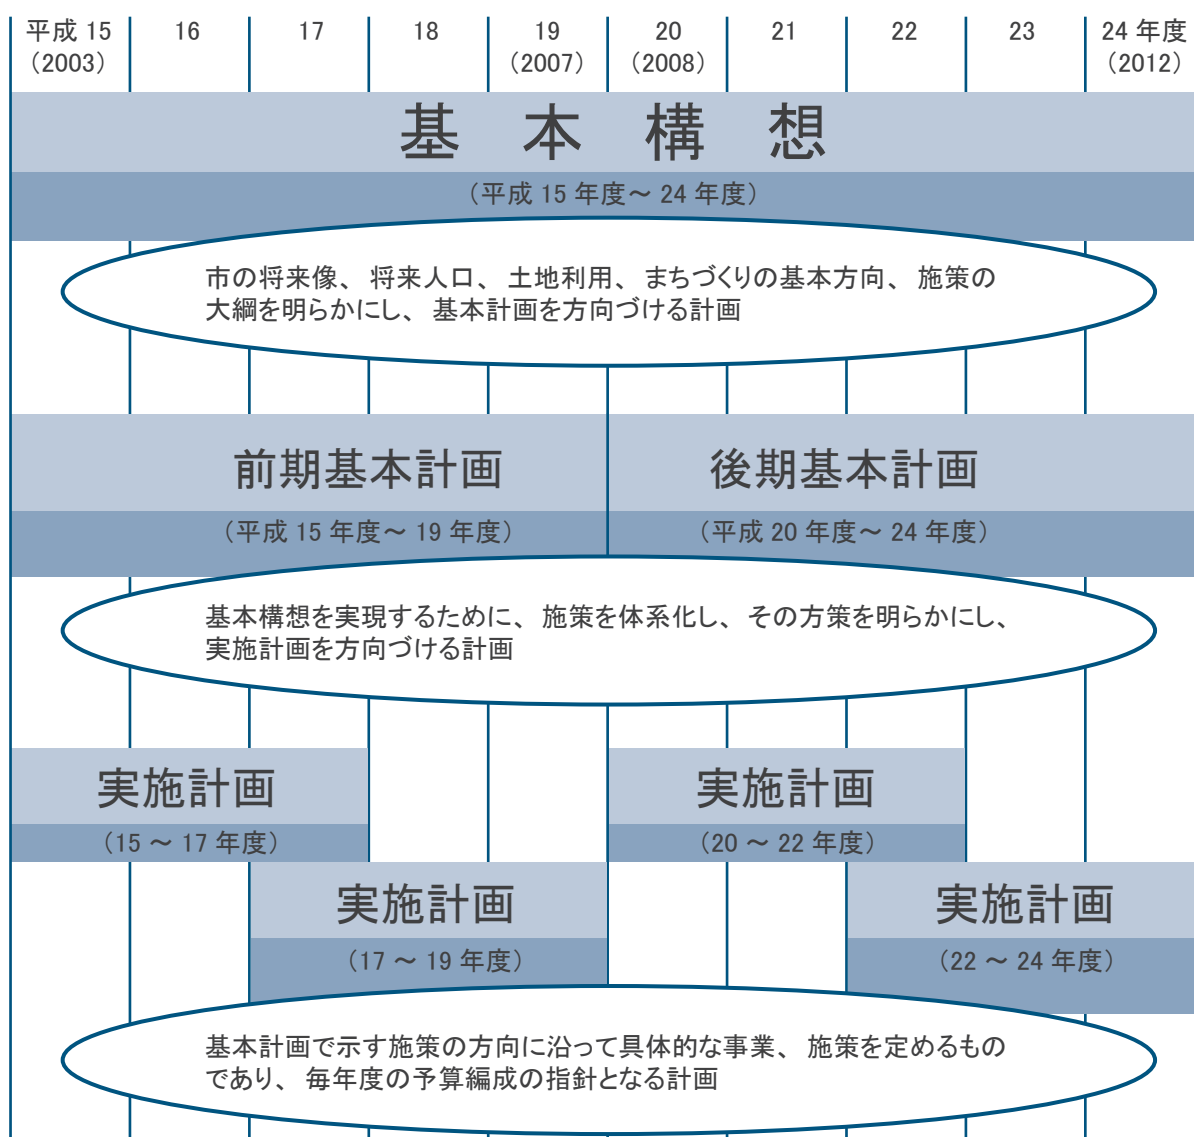 平成 15 16 17 18 19 20 21 22 23 24 年度
（2003） （2007） （2008） （2012）
基本構想
（平成 15 年度～ 24 年度）
市の将来像、 将来人口、 土地利用、 まちづくりの基本方向、 施策の
大綱を明らかにし、 基本計画を方向づける計画
前期基本計画 後期基本計画
（平成 15 年度～ 19 年度） （平成 20 年度～ 24 年度）
基本構想を実現するために、 施策を体系化し、 その方策を明らかにし、
実施計画を方向づける計画
実施計画 実施計画
（15 ～ 17 年度） （20 ～ 22 年度）
実施計画 実施計画
（17 ～ 19 年度） （22 ～ 24 年度）
基本計画で示す施策の方向に沿って具体的な事業、 施策を定めるもの
であり、 毎年度の予算編成の指針となる計画